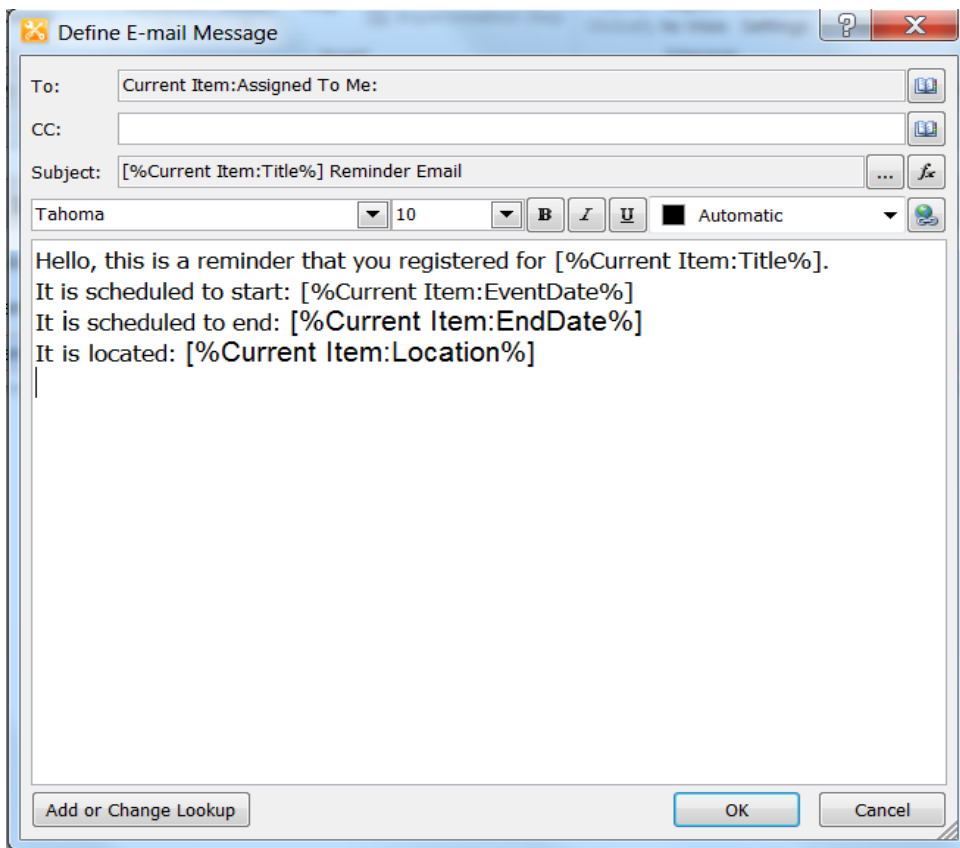 Define E-mail Message
To: Current Item:Assigned To Me:
CC:
Subject: [%Current Item:Title%] Reminder Email ... fx
Tahoma 10 B I U Automatic
Hello, this is a reminder that you registered for [%Current Item:Title%].
It is scheduled to start: [%Current Item:EventDate%]
It is scheduled to end: [%Current Item:EndDate%]
It is located: [%Current Item:Location%]
Add or Change Lookup OK Cancel